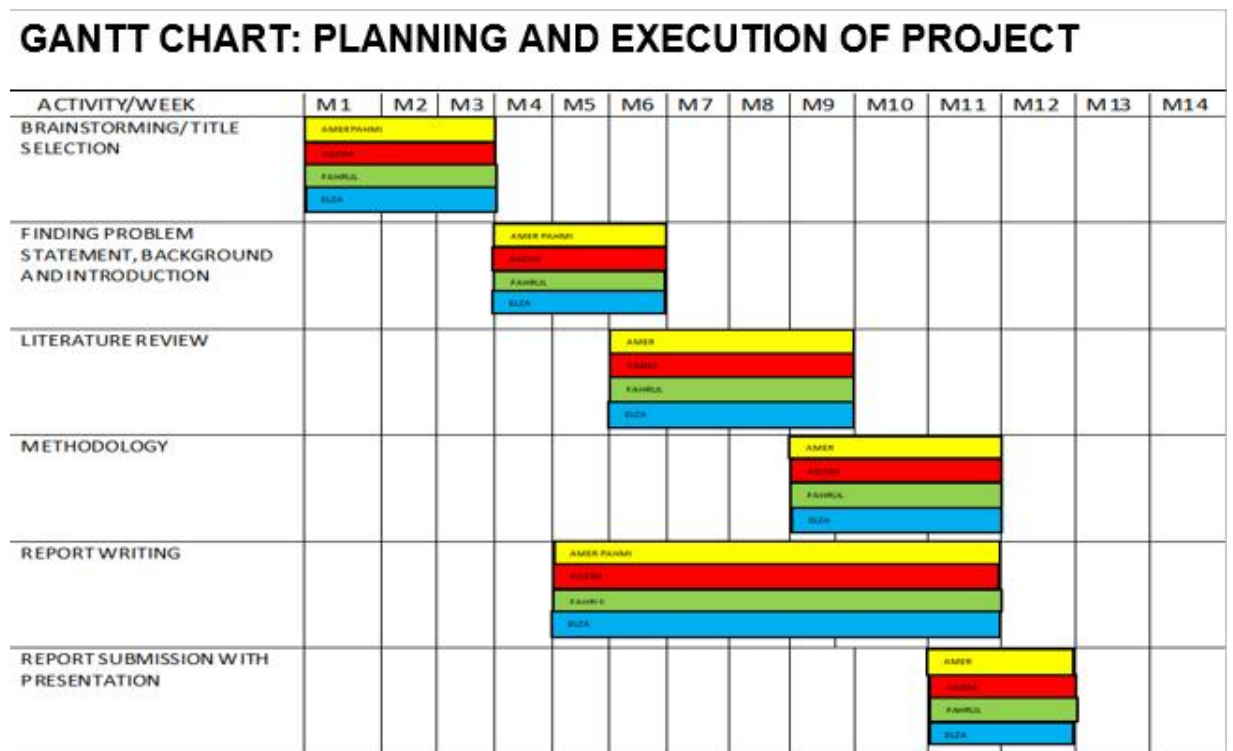 GANTT CHART: PLANNING AND EXECUTION OF PROJECT
ACTIVITY/WEEK M1 M2 M3 M4 M5 M6 M7 M8 M9 M10 M11 M12 M13 M14
BRAINSTORMING/TITLE
SELECTION
AMER PAHMI
FAHRUL
ELZA
FINDING PROBLEM
STATEMENT, BACKGROUND
AND INTRODUCTION
AMER PAHMI
FAHRUL
ELZA
LITERATURE REVIEW
AMER
FAHRUL
ELZA
METHODOLOGY
AMER
FAHRUL
ELZA
REPORT WRITING
AMER PAHMI
ELZA
REPORT SUBMISSION WITH
PRESENTATION
AMER
FAHRUL
ELZA